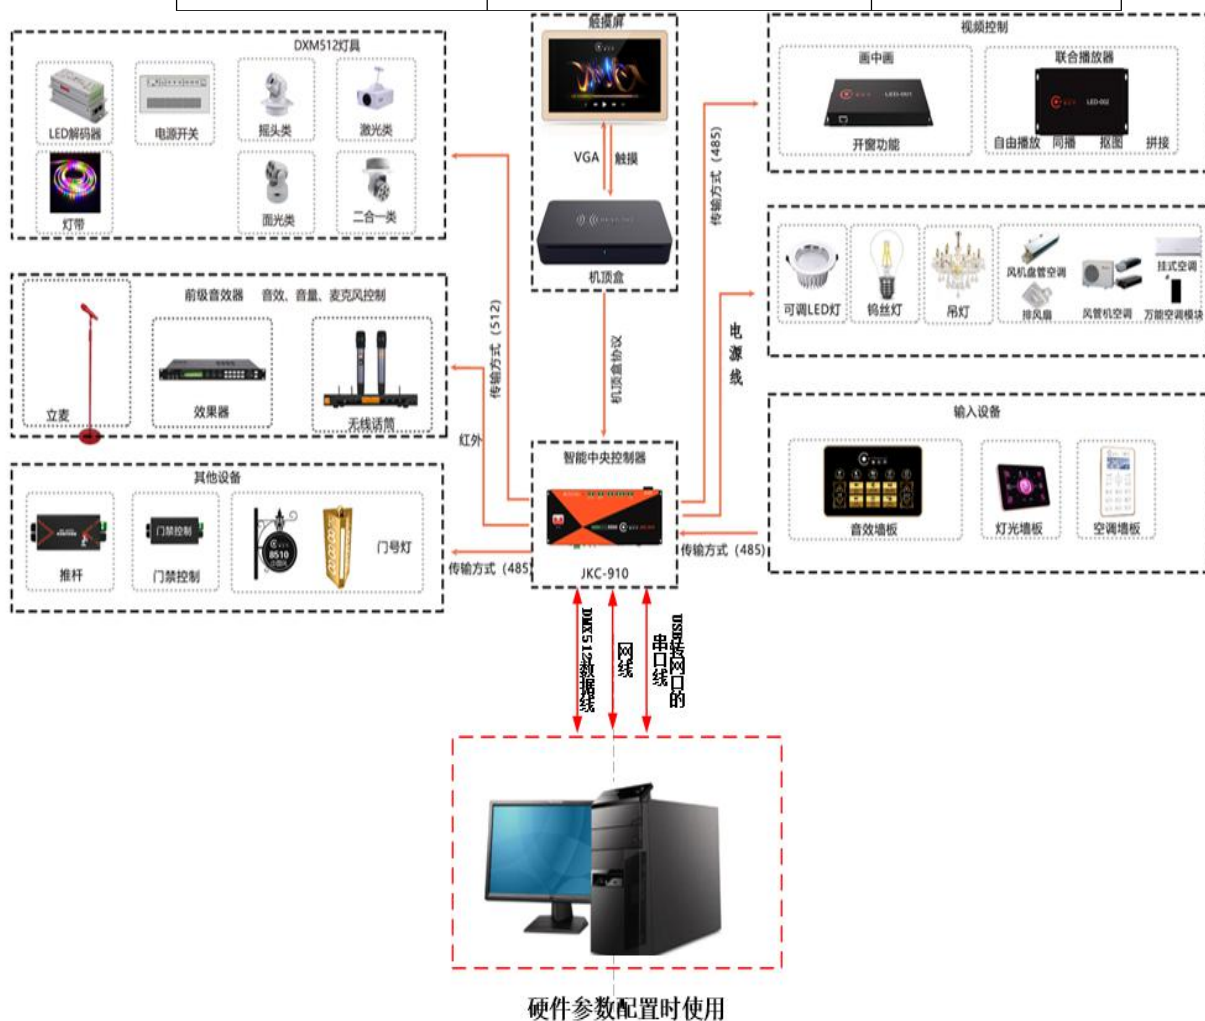 DXM512灯具
LED解码器
电源开关
摇头类
激光类
灯带
面光类
二合一类
前级音效器 音效、音量、麦克风控制
立麦
效果器
无线话筒
其他设备
门禁控制
8510
推杆
门禁控制
门号灯
触摸屏
VGA
触摸
机顶盒
传输方式(512)
机顶盒协议
红外
传输方式(485)
智能中央控制器
JKC-910
传输方式(485)
电源线
传输方式(485)
视频控制
画中画
LED-001
开窗功能
联合播放器
LED-002
自由播放 同播 抠图 拼接
可调LED灯
钨丝灯
吊灯
风机盘管空调
排风扇
风管机空调
挂式空调
万能空调模块
输入设备
音效墙板
灯光墙板
空调墙板
DMX512数据线
网线
USB转网口的
串口线
硬件参数配置时使用